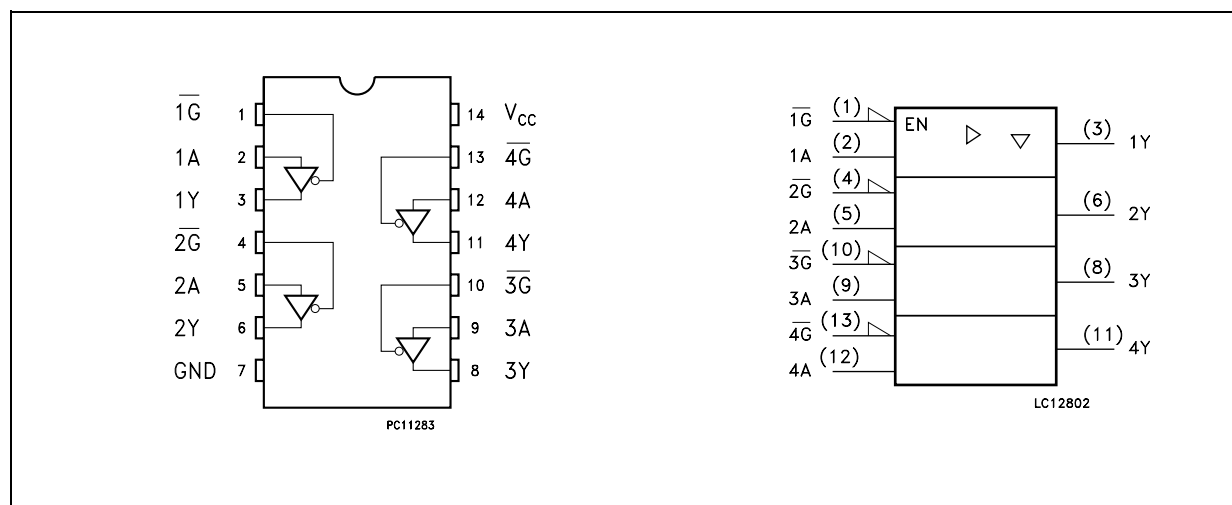 1G̅ 1 14 VCC
1A 2 13 4G̅
1Y 3 12 4A
2G̅ 4 11 4Y
2A 5 10 3G̅
2Y 6 9 3A
GND 7 8 3Y
PC11283
1G̅ (1) EN (3) 1Y
1A (2)
2G̅ (4) (6) 2Y
2A (5)
3G̅ (10) (8) 3Y
3A (9)
4G̅ (13) (11) 4Y
4A (12)
LC12802